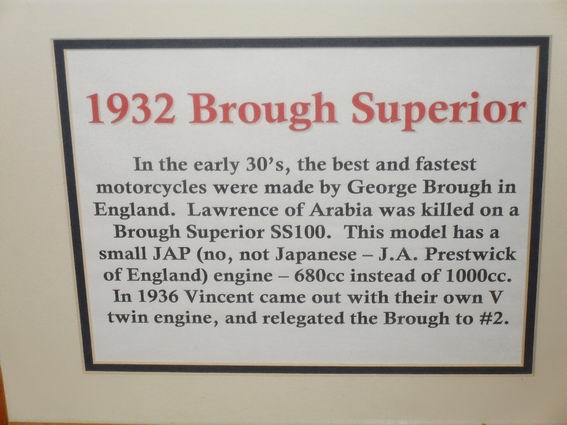 1932 Brough Superior
In the early 30's, the best and fastest
motorcycles were made by George Brough in
England. Lawrence of Arabia was killed on a
Brough Superior SS100. This model has a
small JAP (no, not Japanese – J.A. Prestwick
of England) engine – 680cc instead of 1000cc.
In 1936 Vincent came out with their own V
twin engine, and relegated the Brough to #2.